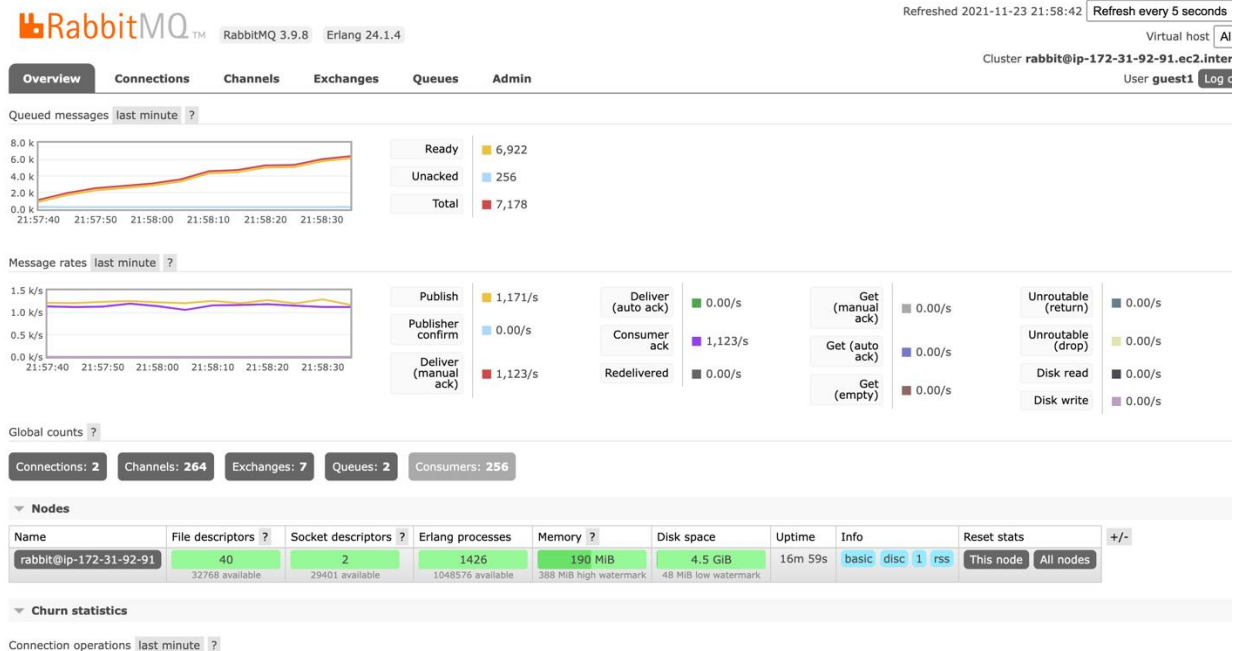 Refreshed 2021-11-23 21:58:42 Refresh every 5 seconds
RabbitMQ TM RabbitMQ 3.9.8 Erlang 24.1.4
Virtual host Al
Cluster rabbit@ip-172-31-92-91.ec2.inter
User guest1 Log o
Overview Connections Channels Exchanges Queues Admin
Queued messages last minute ?
8.0 k
6.0 k
4.0 k
2.0 k
0.0 k
21:57:40 21:57:50 21:58:00 21:58:10 21:58:20 21:58:30
Ready 6,922
Unacked 256
Total 7,178
Message rates last minute ?
1.5 k/s
1.0 k/s
0.5 k/s
0.0 k/s
21:57:40 21:57:50 21:58:00 21:58:10 21:58:20 21:58:30
Publish 1,171/s
Publisher
confirm 0.00/s
Deliver
(manual
ack) 1,123/s
Deliver
(auto ack) 0.00/s
Consumer
ack 1,123/s
Redelivered 0.00/s
Get
(manual
ack) 0.00/s
Get (auto
ack) 0.00/s
Get
(empty) 0.00/s
Unroutable
(return) 0.00/s
Unroutable
(drop) 0.00/s
Disk read 0.00/s
Disk write 0.00/s
Global counts ?
Connections: 2 Channels: 264 Exchanges: 7 Queues: 2 Consumers: 256
Nodes
Name File descriptors ? Socket descriptors ? Erlang processes Memory ? Disk space Uptime Info Reset stats +/-
rabbit@ip-172-31-92-91 40 2 1426 190 MiB 4.5 GiB 16m 59s basic disc 1 rss This node All nodes
32768 available 29401 available 1048576 available 388 MiB high watermark 48 MiB low watermark
Churn statistics
Connection operations last minute ?